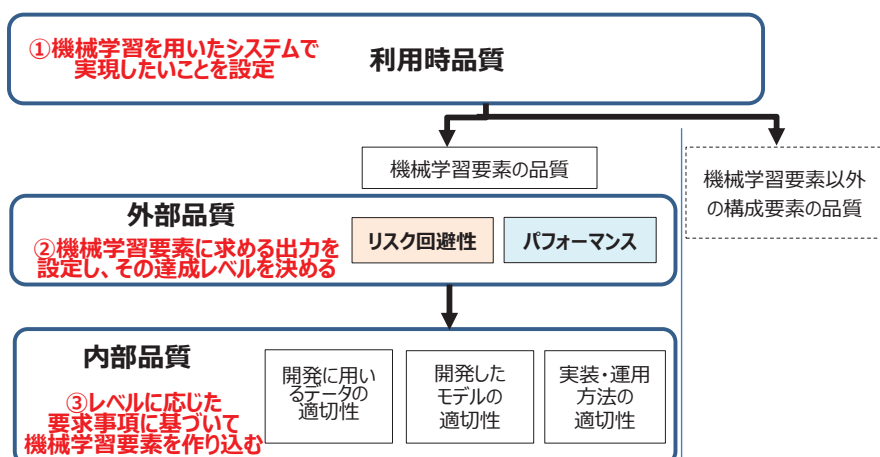 ①機械学習を用いたシステムで
実現したいことを設定
利用時品質
機械学習要素の品質
機械学習要素以外
の構成要素の品質
外部品質
②機械学習要素に求める出力を
設定し、その達成レベルを決める
リスク回避性
パフォーマンス
内部品質
③レベルに応じた
要求事項に基づいて
機械学習要素を作り込む
開発に用い
るデータの
適切性
開発した
モデルの
適切性
実装・運用
方法の
適切性